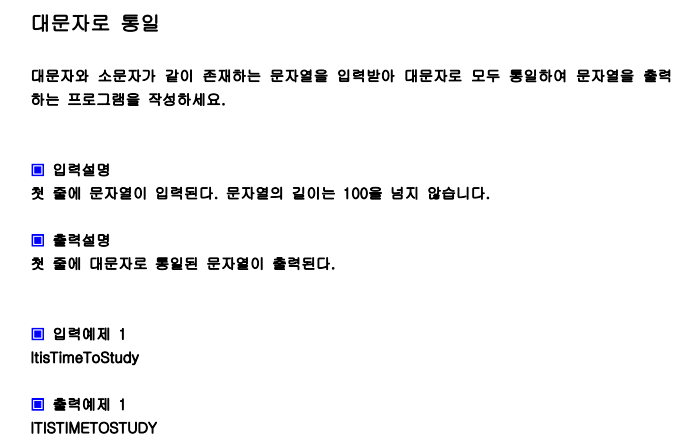 대문자로 통일
대문자와 소문자가 같이 존재하는 문자열을 입력받아 대문자로 모두 통일하여 문자열을 출력
하는 프로그램을 작성하세요.
▣ 입력설명
첫 줄에 문자열이 입력된다. 문자열의 길이는 100을 넘지 않습니다.
▣ 출력설명
첫 줄에 대문자로 통일된 문자열이 출력된다.
▣ 입력예제 1
ItisTimeToStudy
▣ 출력예제 1
ITISTIMETOSTUDY